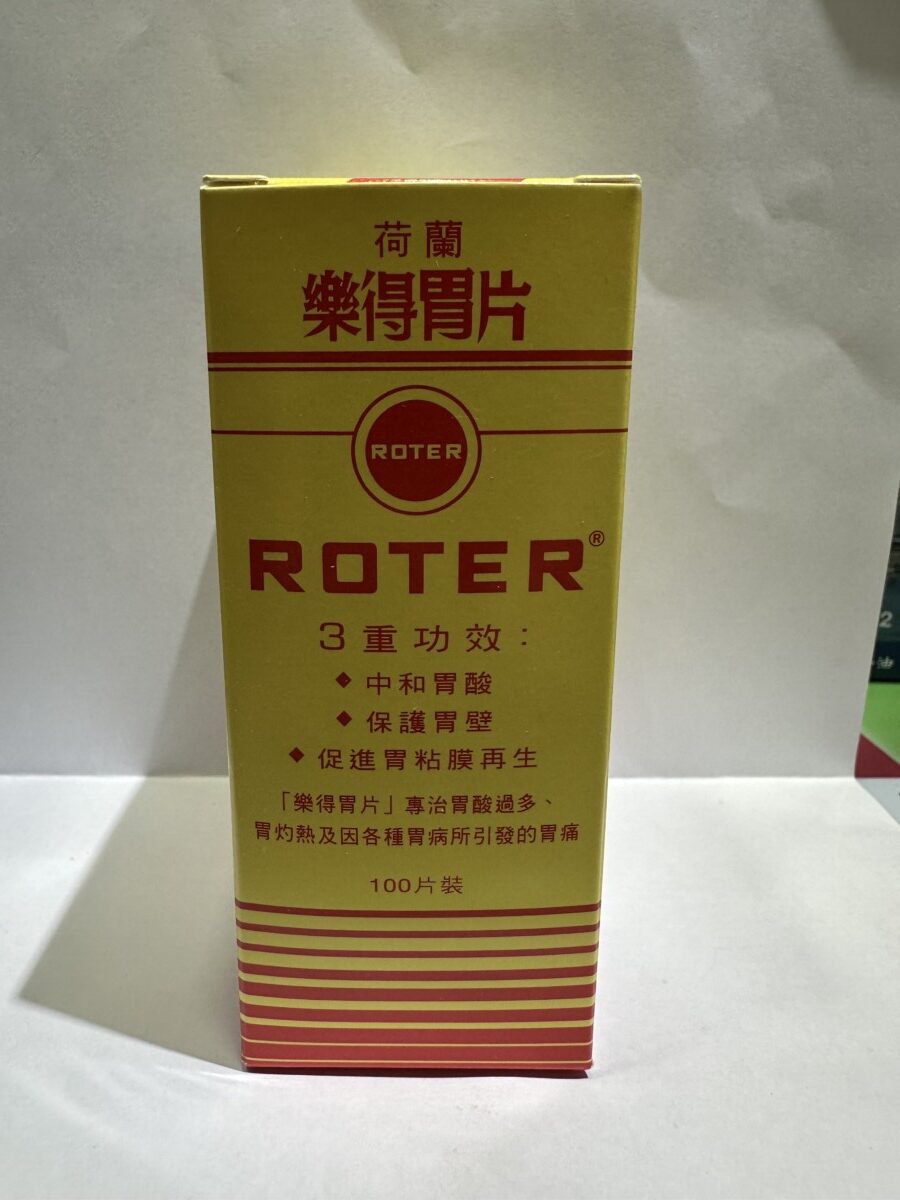 荷蘭
樂得胃片
ROTER
ROTER®
3重功效：
◆ 中和胃酸
◆ 保護胃壁
◆ 促進胃粘膜再生
「樂得胃片」專治胃酸過多、
胃灼熱及因各種胃病所引發的胃痛
100片裝
2